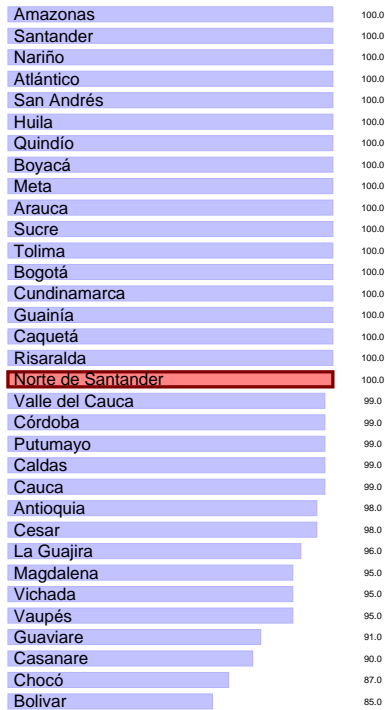 Amazonas 100.0
Santander 100.0
Nariño 100.0
Atlántico 100.0
San Andrés 100.0
Huila 100.0
Quindío 100.0
Boyacá 100.0
Meta 100.0
Arauca 100.0
Sucre 100.0
Tolima 100.0
Bogotá 100.0
Cundinamarca 100.0
Guainía 100.0
Caquetá 100.0
Risaralda 100.0
Norte de Santander 100.0
Valle del Cauca 99.0
Córdoba 99.0
Putumayo 99.0
Caldas 99.0
Cauca 99.0
Antioquia 98.0
Cesar 98.0
La Guajira 96.0
Magdalena 95.0
Vichada 95.0
Vaupés 95.0
Guaviare 91.0
Casanare 90.0
Chocó 87.0
Bolivar 85.0